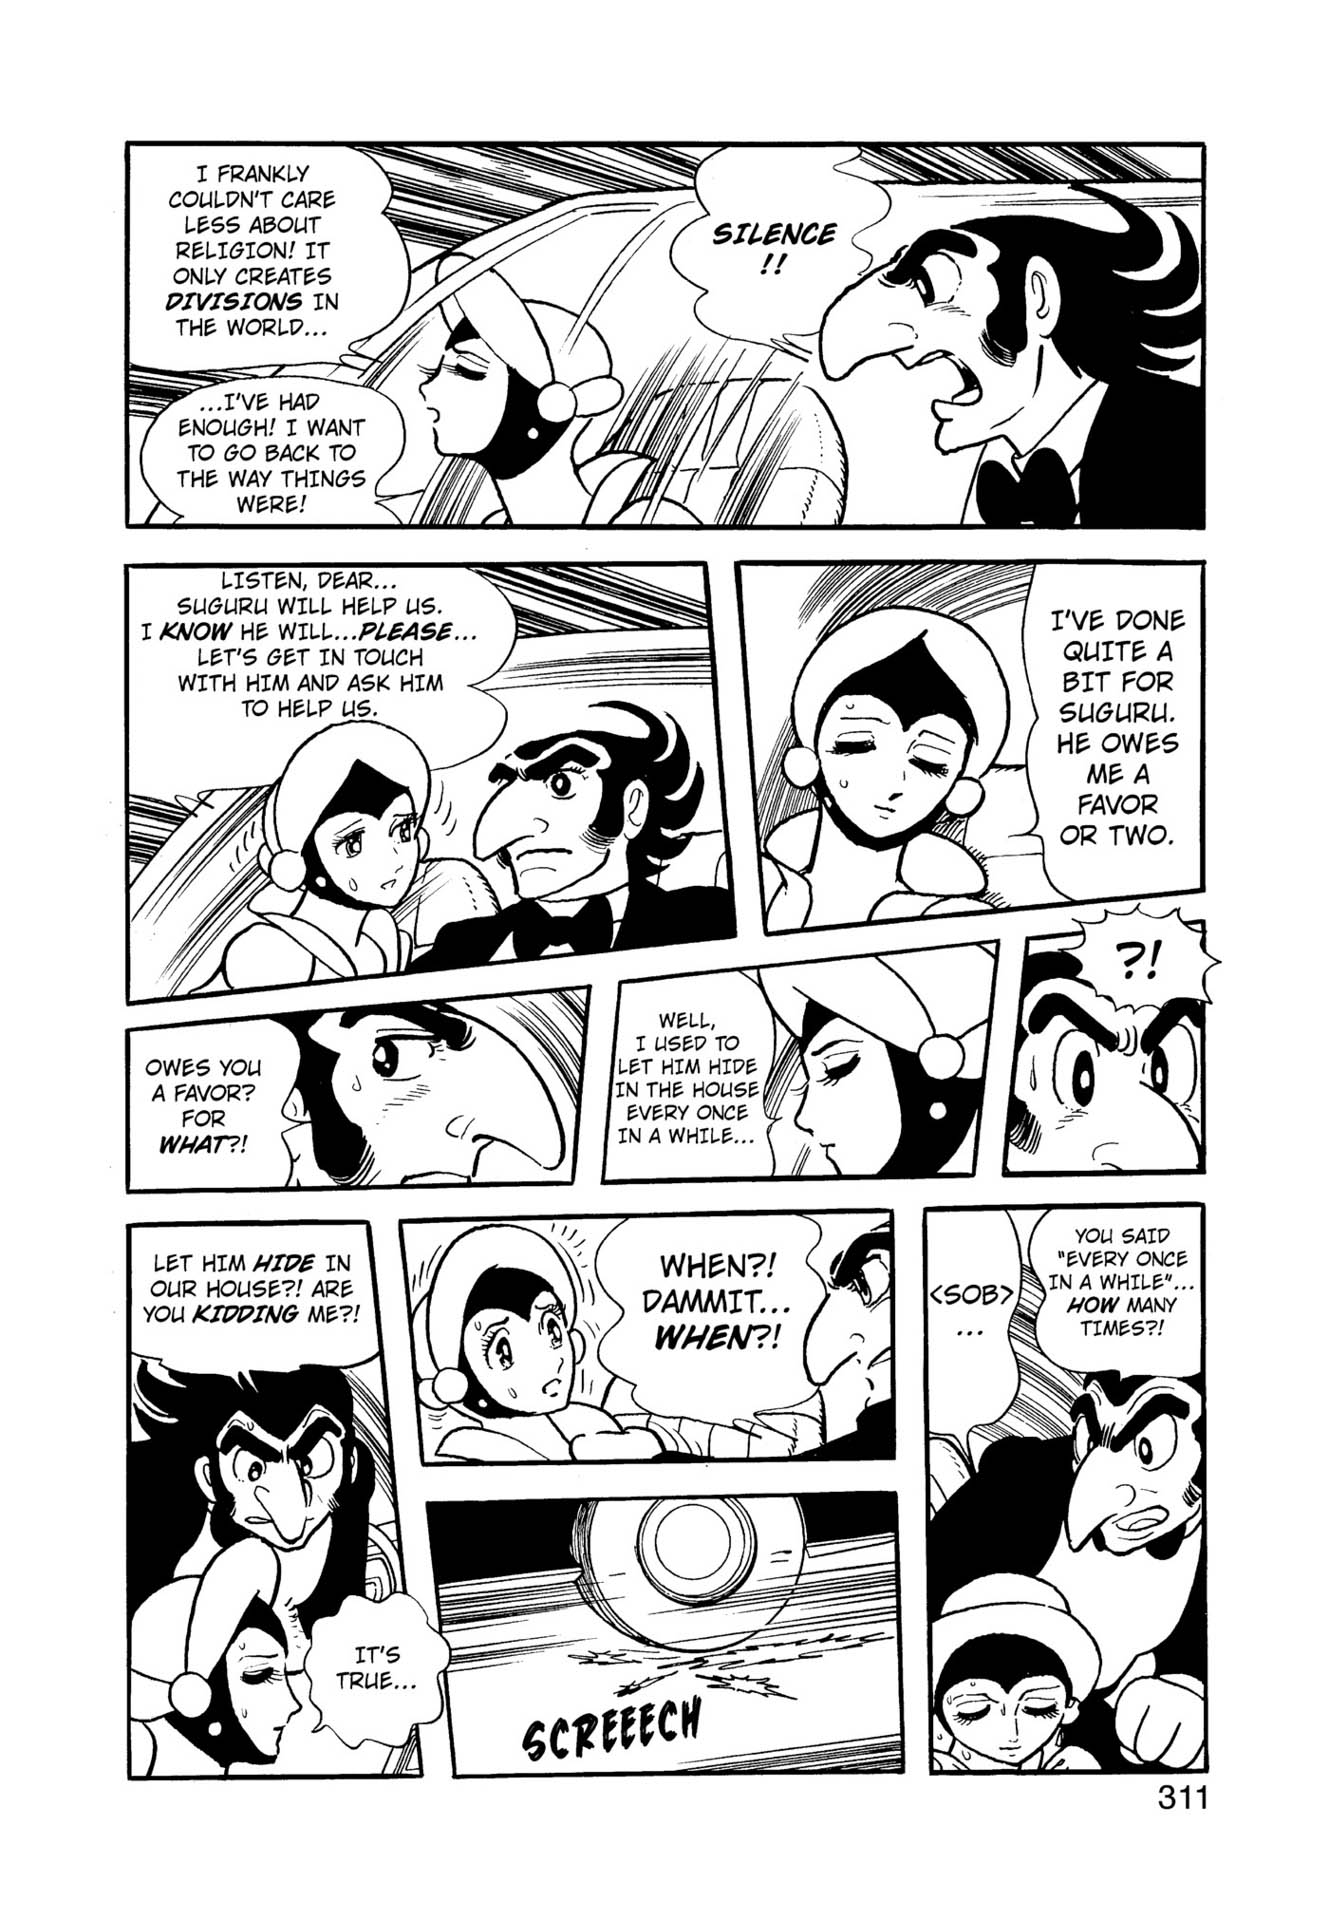 I FRANKLY
COULDN'T CARE
LESS ABOUT
RELIGION! IT
ONLY CREATES
DIVISIONS IN
THE WORLD...
...I'VE HAD
ENOUGH! I WANT
TO GO BACK TO
THE WAY THINGS
WERE!
SILENCE
!!
LISTEN, DEAR...
SUGURU WILL HELP US.
I KNOW HE WILL...PLEASE...
LET'S GET IN TOUCH
WITH HIM AND ASK HIM
TO HELP US.
I'VE DONE
QUITE A
BIT FOR
SUGURU.
HE OWES
ME A
FAVOR
OR TWO.
OWES YOU
A FAVOR?
FOR
WHAT?!
WELL,
I USED TO
LET HIM HIDE
IN THE HOUSE
EVERY ONCE
IN A WHILE...
?!
LET HIM HIDE IN
OUR HOUSE?! ARE
YOU KIDDING ME?!
IT'S
TRUE...
WHEN?!
DAMMIT...
WHEN?!
SCREEECH
YOU SAID
"EVERY ONCE
IN A WHILE"...
HOW MANY
TIMES?!
<SOB>
...
311